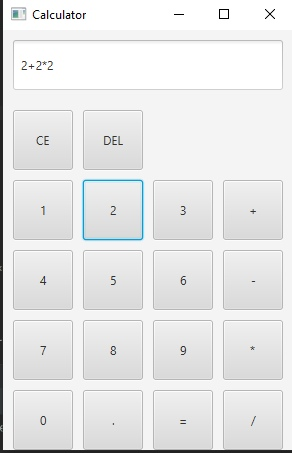 Calculator
2+2*2
CE DEL
1 2 3 +
4 5 6 -
7 8 9 *
0 . = /